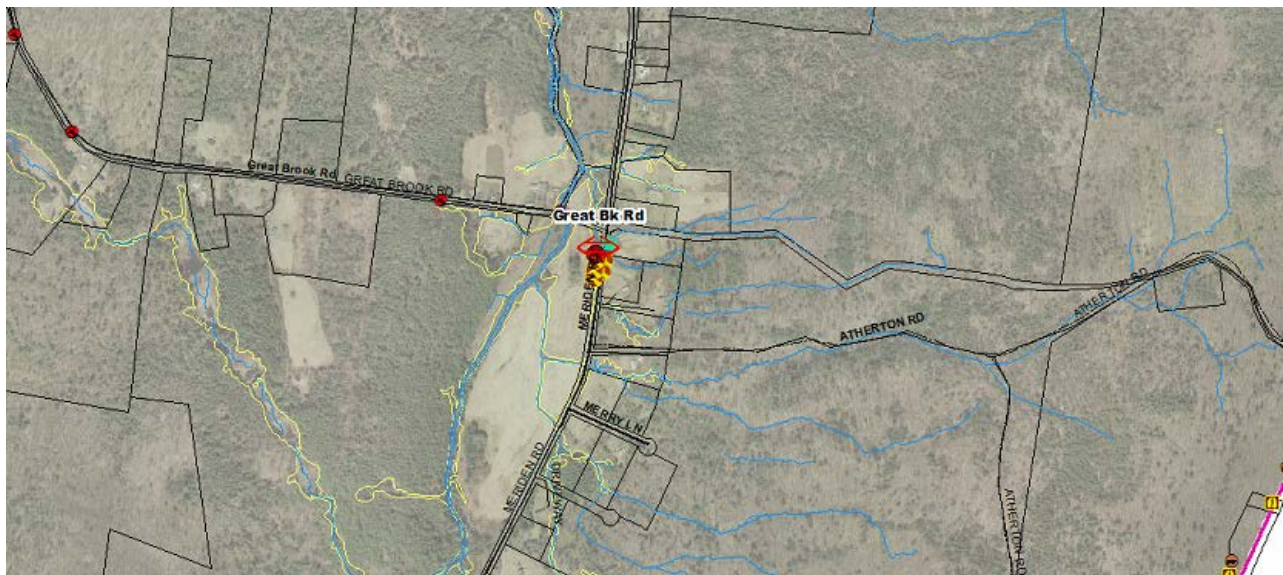 Great Brook Rd GREAT BROOK RD
Great Bk Rd
MERIDEN
ATHERTON RD
ATHERTON RD
MERRY LN
MERIDEN RD
ATHERTON RD